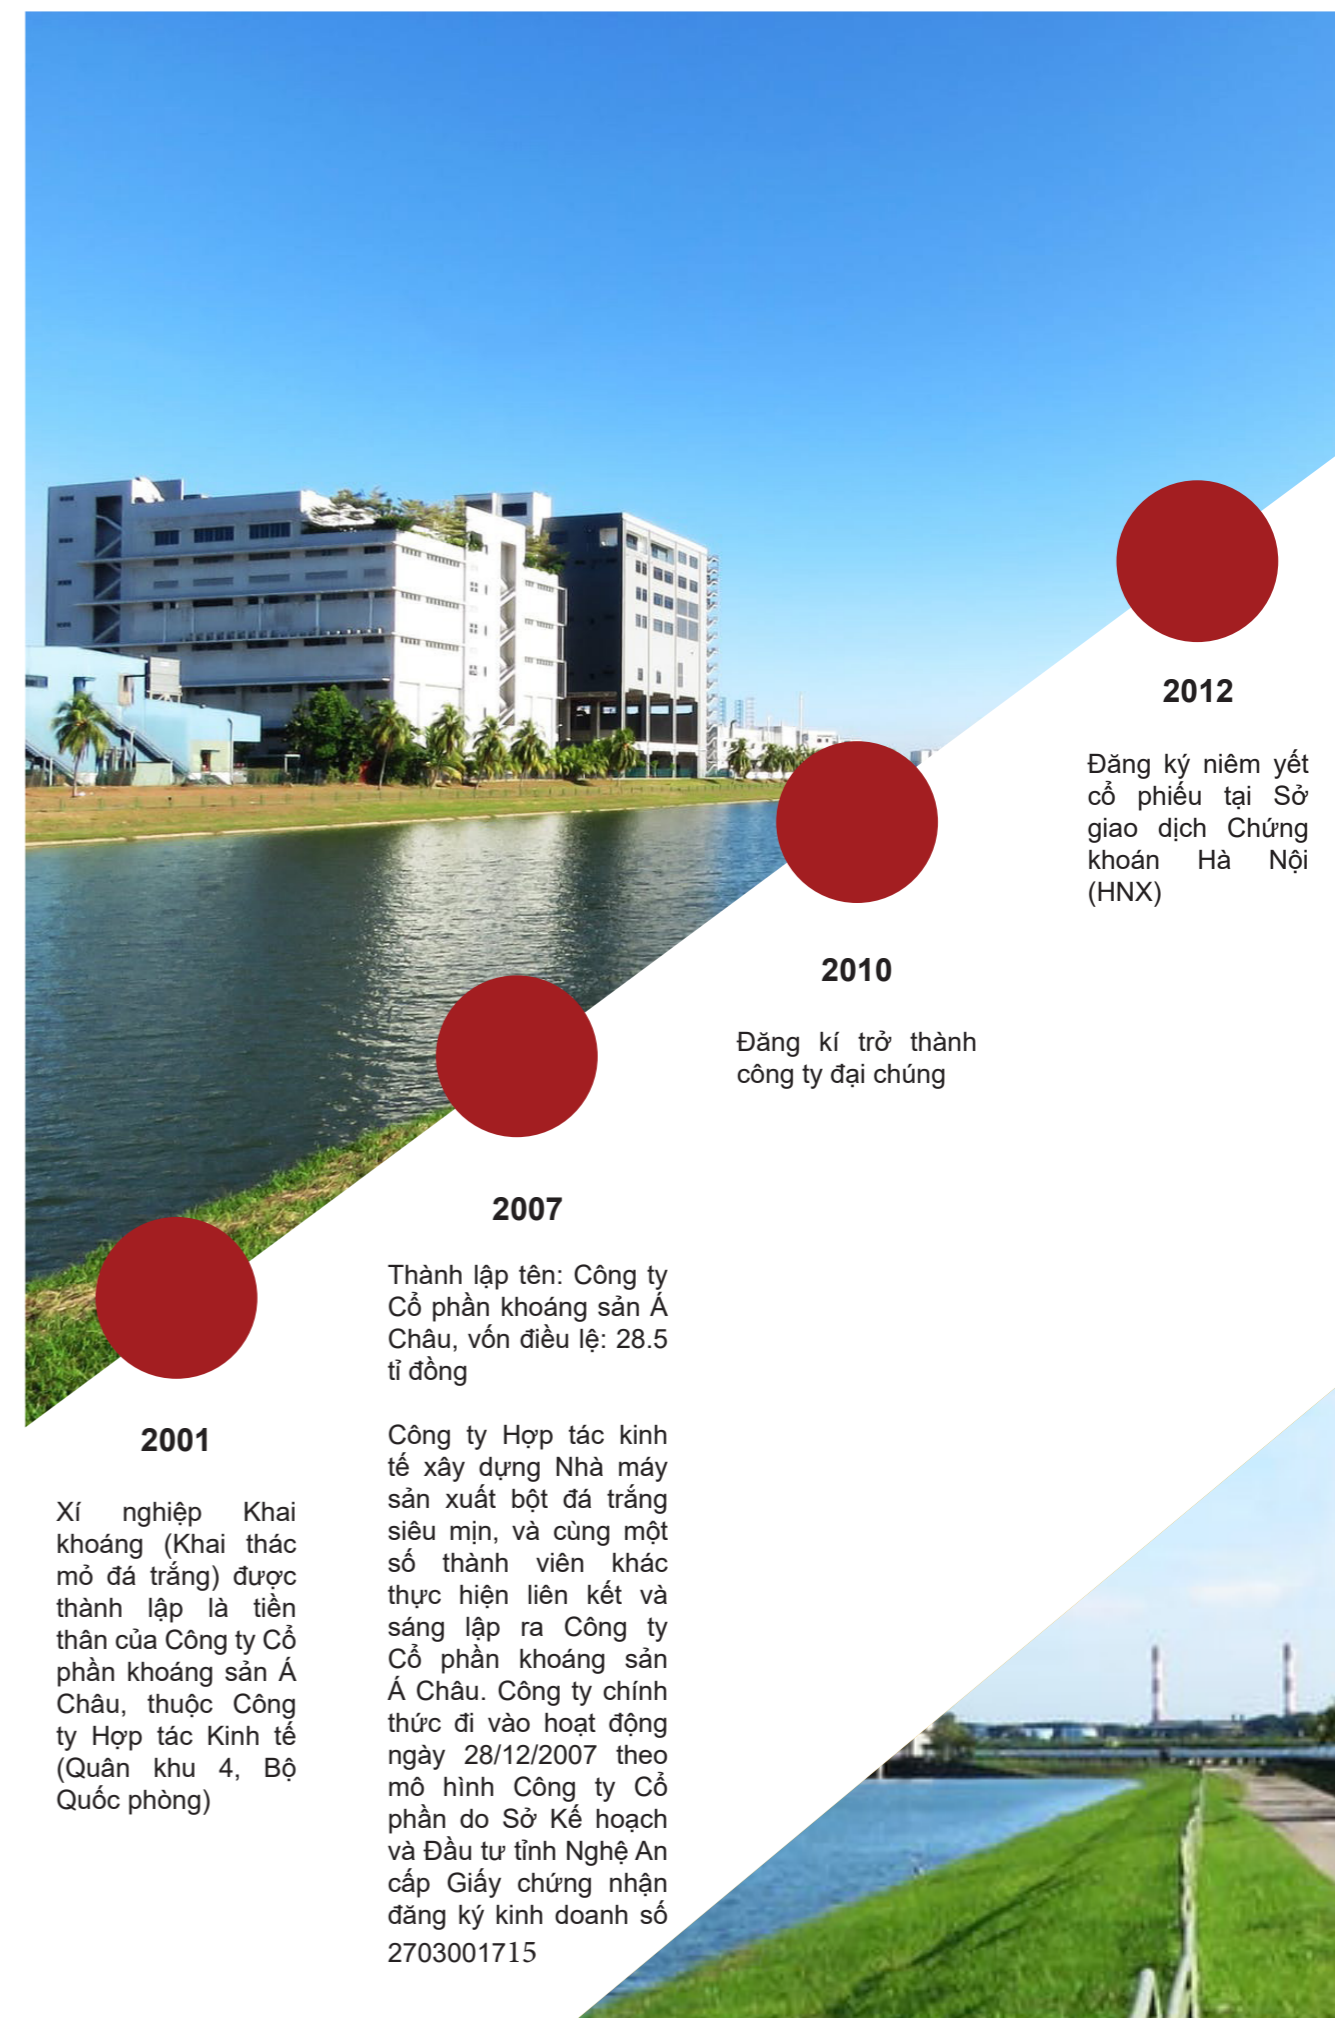 2001
Xí nghiệp Khai
khoáng (Khai thác
mỏ đá trắng) được
thành lập là tiền
thân của Công ty Cổ
phần khoáng sản Á
Châu, thuộc Công
ty Hợp tác Kinh tế
(Quân khu 4, Bộ
Quốc phòng)
2007
Thành lập tên: Công ty
Cổ phần khoáng sản Á
Châu, vốn điều lệ: 28.5
tỉ đồng
Công ty Hợp tác kinh
tế xây dựng Nhà máy
sản xuất bột đá trắng
siêu mịn, và cùng một
số thành viên khác
thực hiện liên kết và
sáng lập ra Công ty
Cổ phần khoáng sản
Á Châu. Công ty chính
thức đi vào hoạt động
ngày 28/12/2007 theo
mô hình Công ty Cổ
phần do Sở Kế hoạch
và Đầu tư tỉnh Nghệ An
cấp Giấy chứng nhận
đăng ký kinh doanh số
2703001715
2010
Đăng kí trở thành
công ty đại chúng
2012
Đăng ký niêm yết
cổ phiếu tại Sở
giao dịch Chứng
khoán Hà Nội
(HNX)